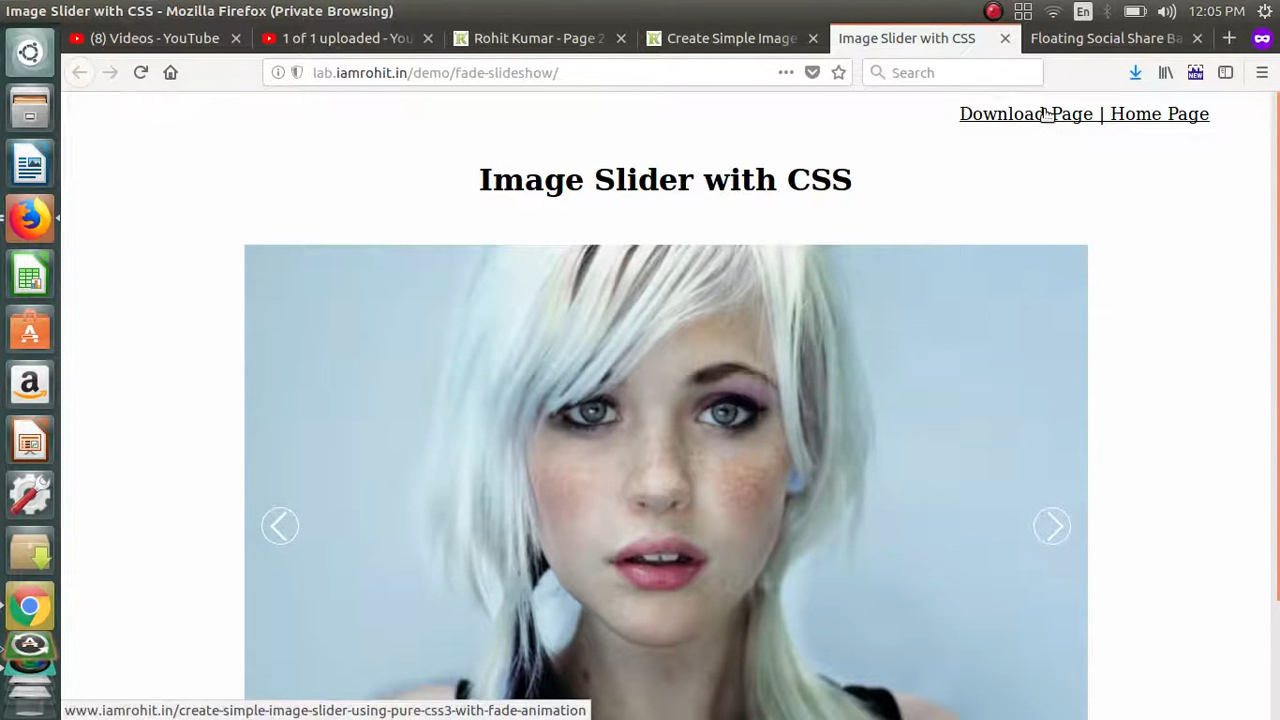 Image Slider with CSS - Mozilla Firefox (Private Browsing)
En
12:05 PM
(8) Videos - YouTube
1 of 1 uploaded - You
Rohit Kumar - Page 2
Create Simple Image
Image Slider with CSS
Floating Social Share Ba
lab.iamrohit.in/demo/fade-slideshow/
Search
NEW
Download Page | Home Page
Image Slider with CSS
www.iamrohit.in/create-simple-image-slider-using-pure-css3-with-fade-animation